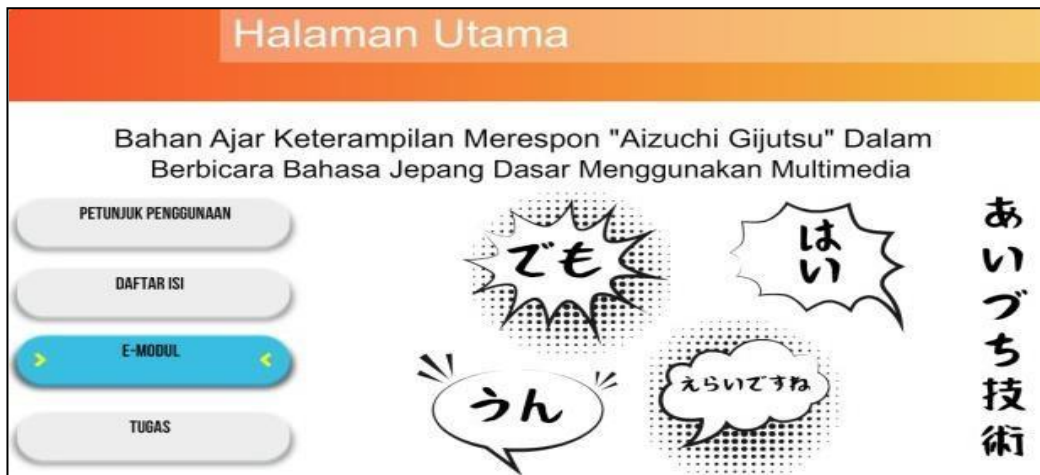 Halaman Utama
Bahan Ajar Keterampilan Merespon "Aizuchi Gijutsu" Dalam
Berbicara Bahasa Jepang Dasar Menggunakan Multimedia
PETUNJUK PENGGUNAAN
DAFTAR ISI
> E-MODUL <
TUGAS
でも
はい
うん
えらいですね
あいづち技術